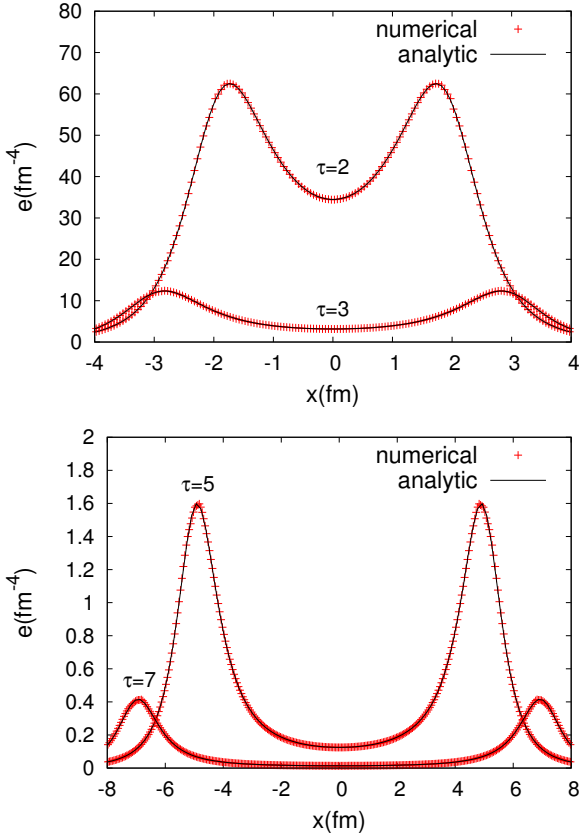 80
70
60
50
40
30
20
10
0
e(fm-4)
numerical
analytic
τ=2
τ=3
-4 -3 -2 -1 0 1 2 3 4
x(fm)
2
1.8
1.6
1.4
1.2
1
0.8
0.6
0.4
0.2
0
e(fm-4)
numerical
analytic
τ=5
τ=7
-8 -6 -4 -2 0 2 4 6 8
x(fm)